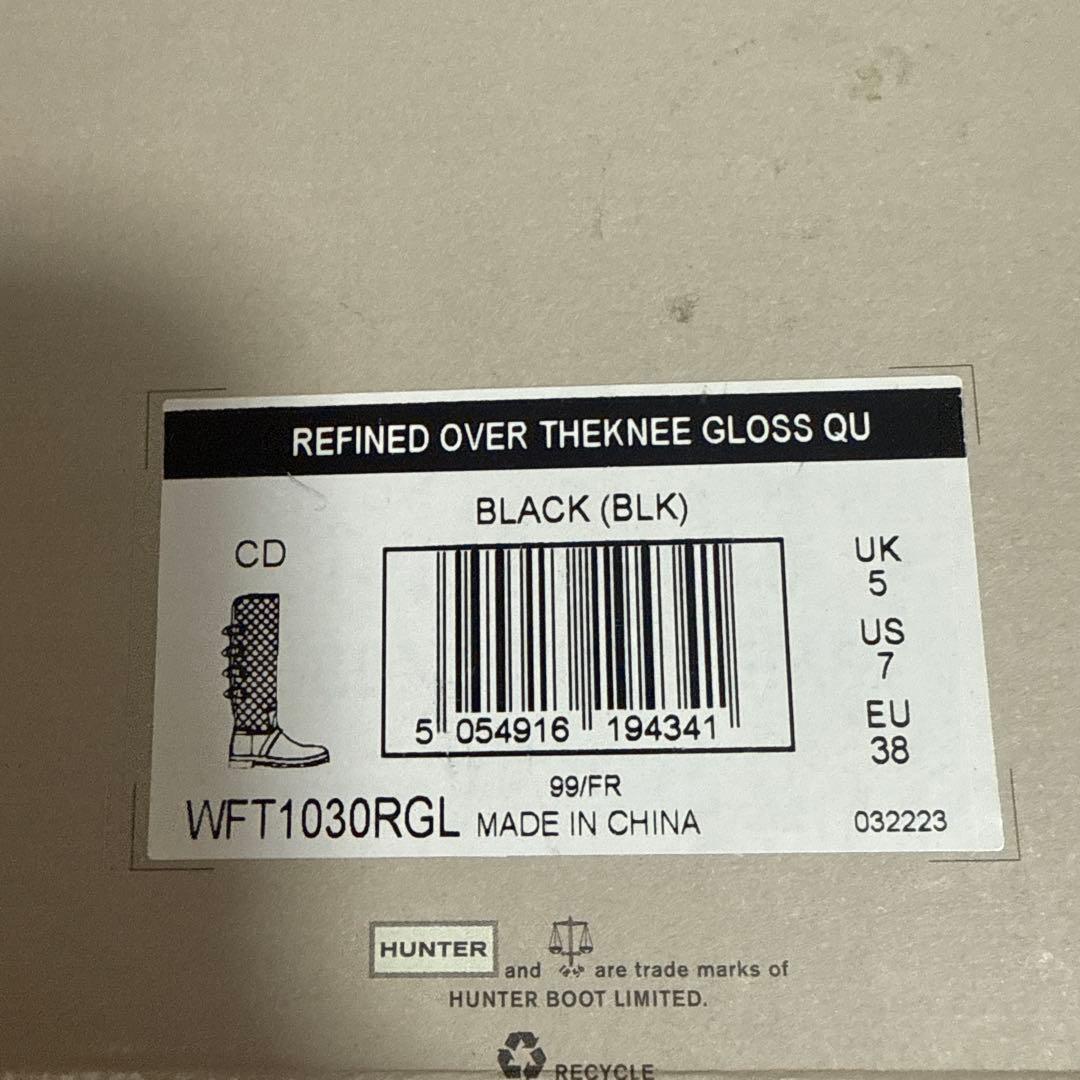 REFINED OVER THEKNEE GLOSS QU
BLACK (BLK)
CD
UK
5
US
7
EU
38
5 054916 194341
99/FR
WFT1030RGL MADE IN CHINA
032223
HUNTER and are trade marks of
HUNTER BOOT LIMITED.
RECYCLE